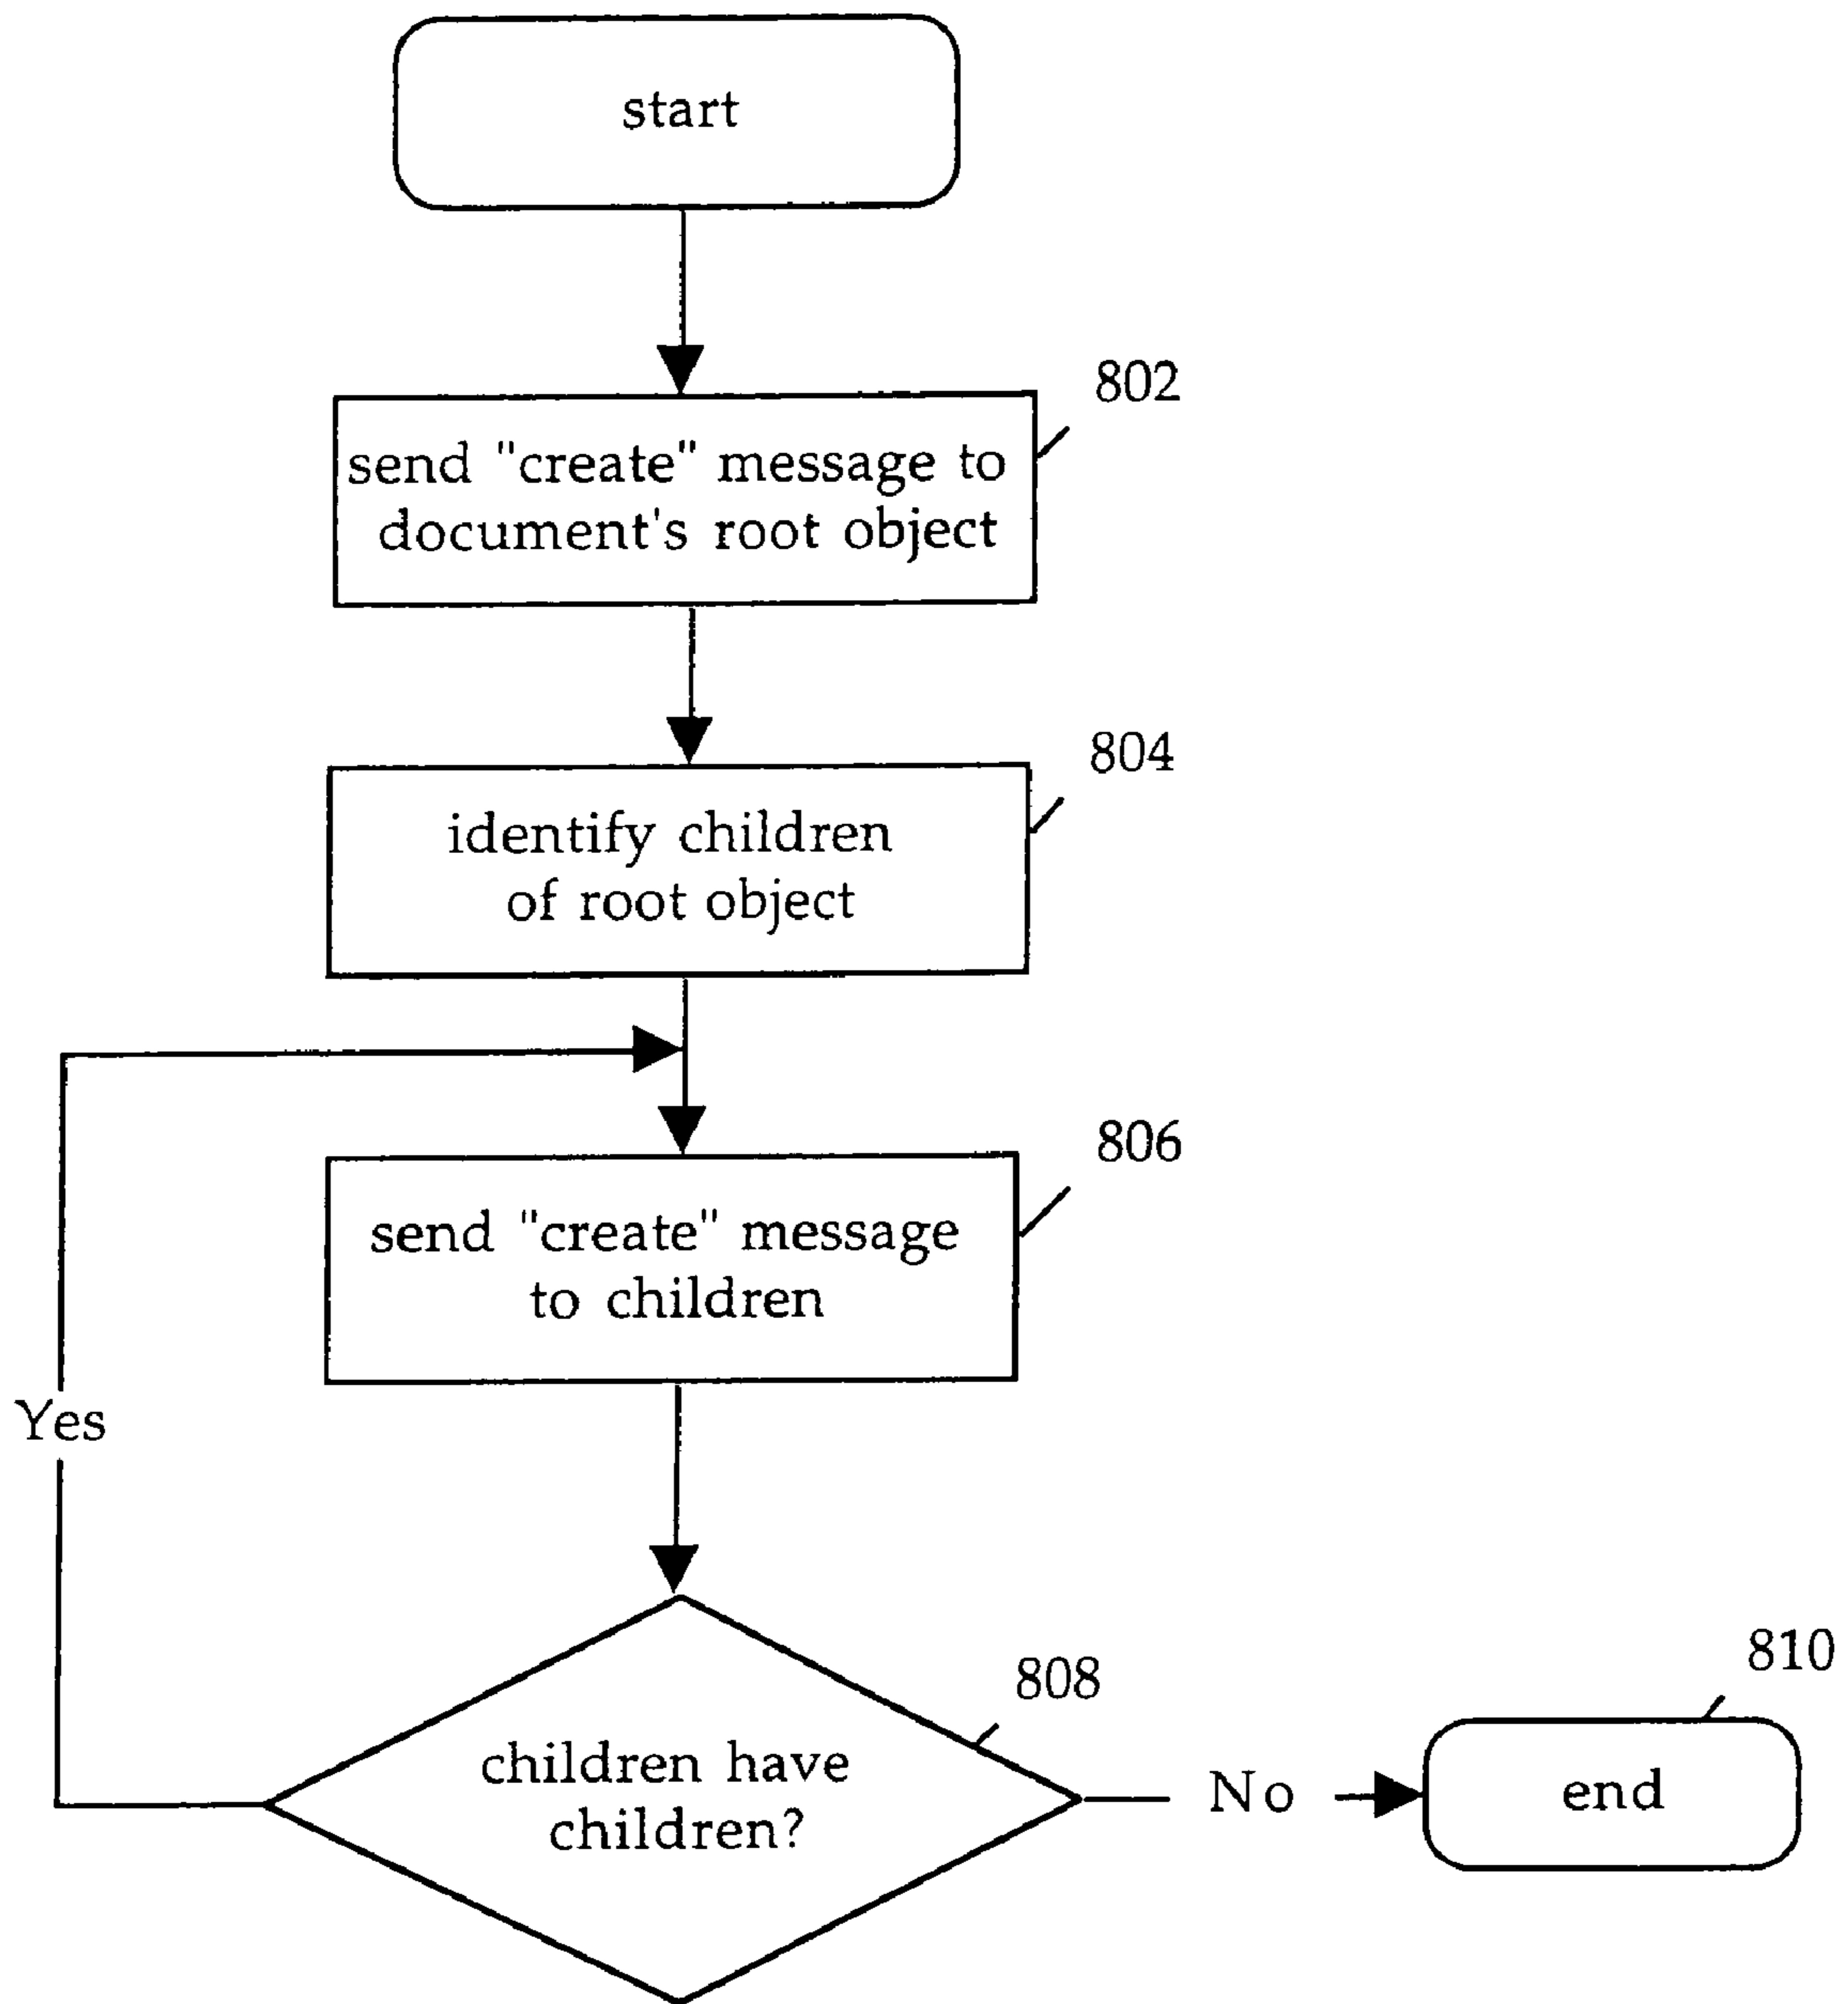 start
802
send "create" message to
document's root object
804
identify children
of root object
806
send "create" message
to children
Yes
808
children have
children?
No
810
end